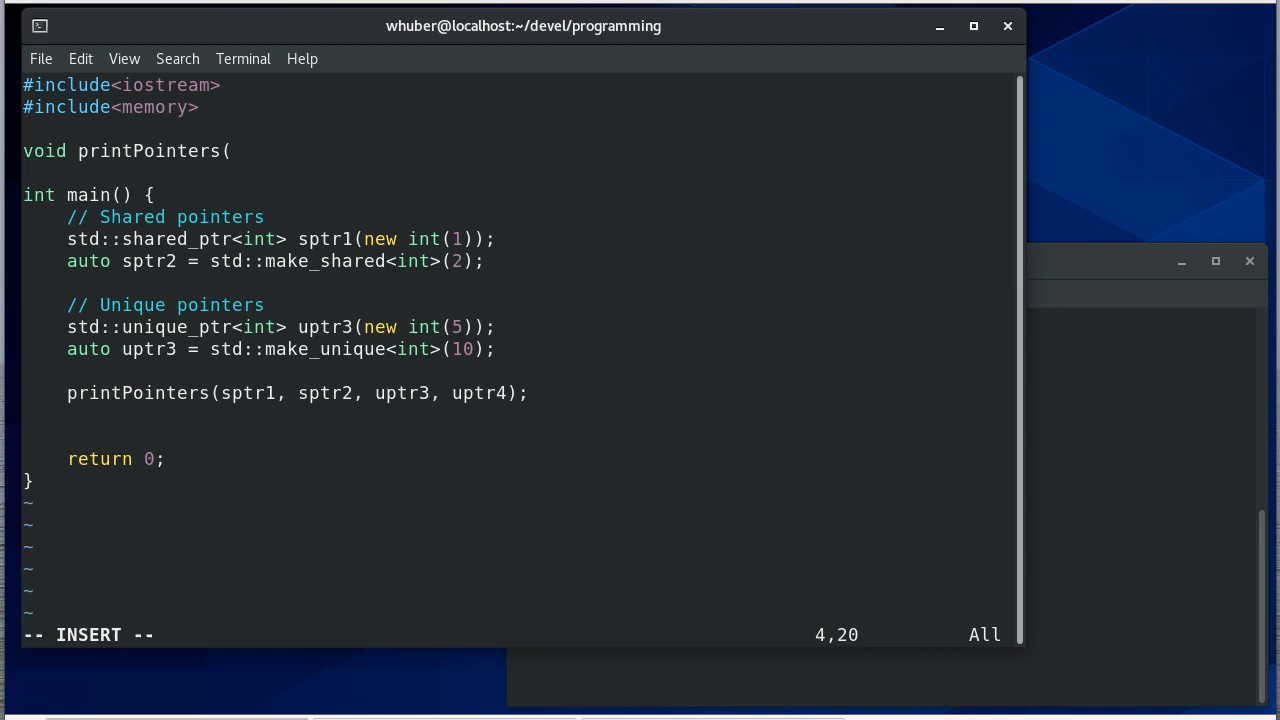 whuber@localhost:~/devel/programming
File Edit View Search Terminal Help
#include<iostream>
#include<memory>
void printPointers(
int main() {
    // Shared pointers
    std::shared_ptr<int> sptr1(new int(1));
    auto sptr2 = std::make_shared<int>(2);
    // Unique pointers
    std::unique_ptr<int> uptr3(new int(5));
    auto uptr3 = std::make_unique<int>(10);
    printPointers(sptr1, sptr2, uptr3, uptr4);
    return 0;
}
~
~
~
~
~
~
-- INSERT -- 4,20 All